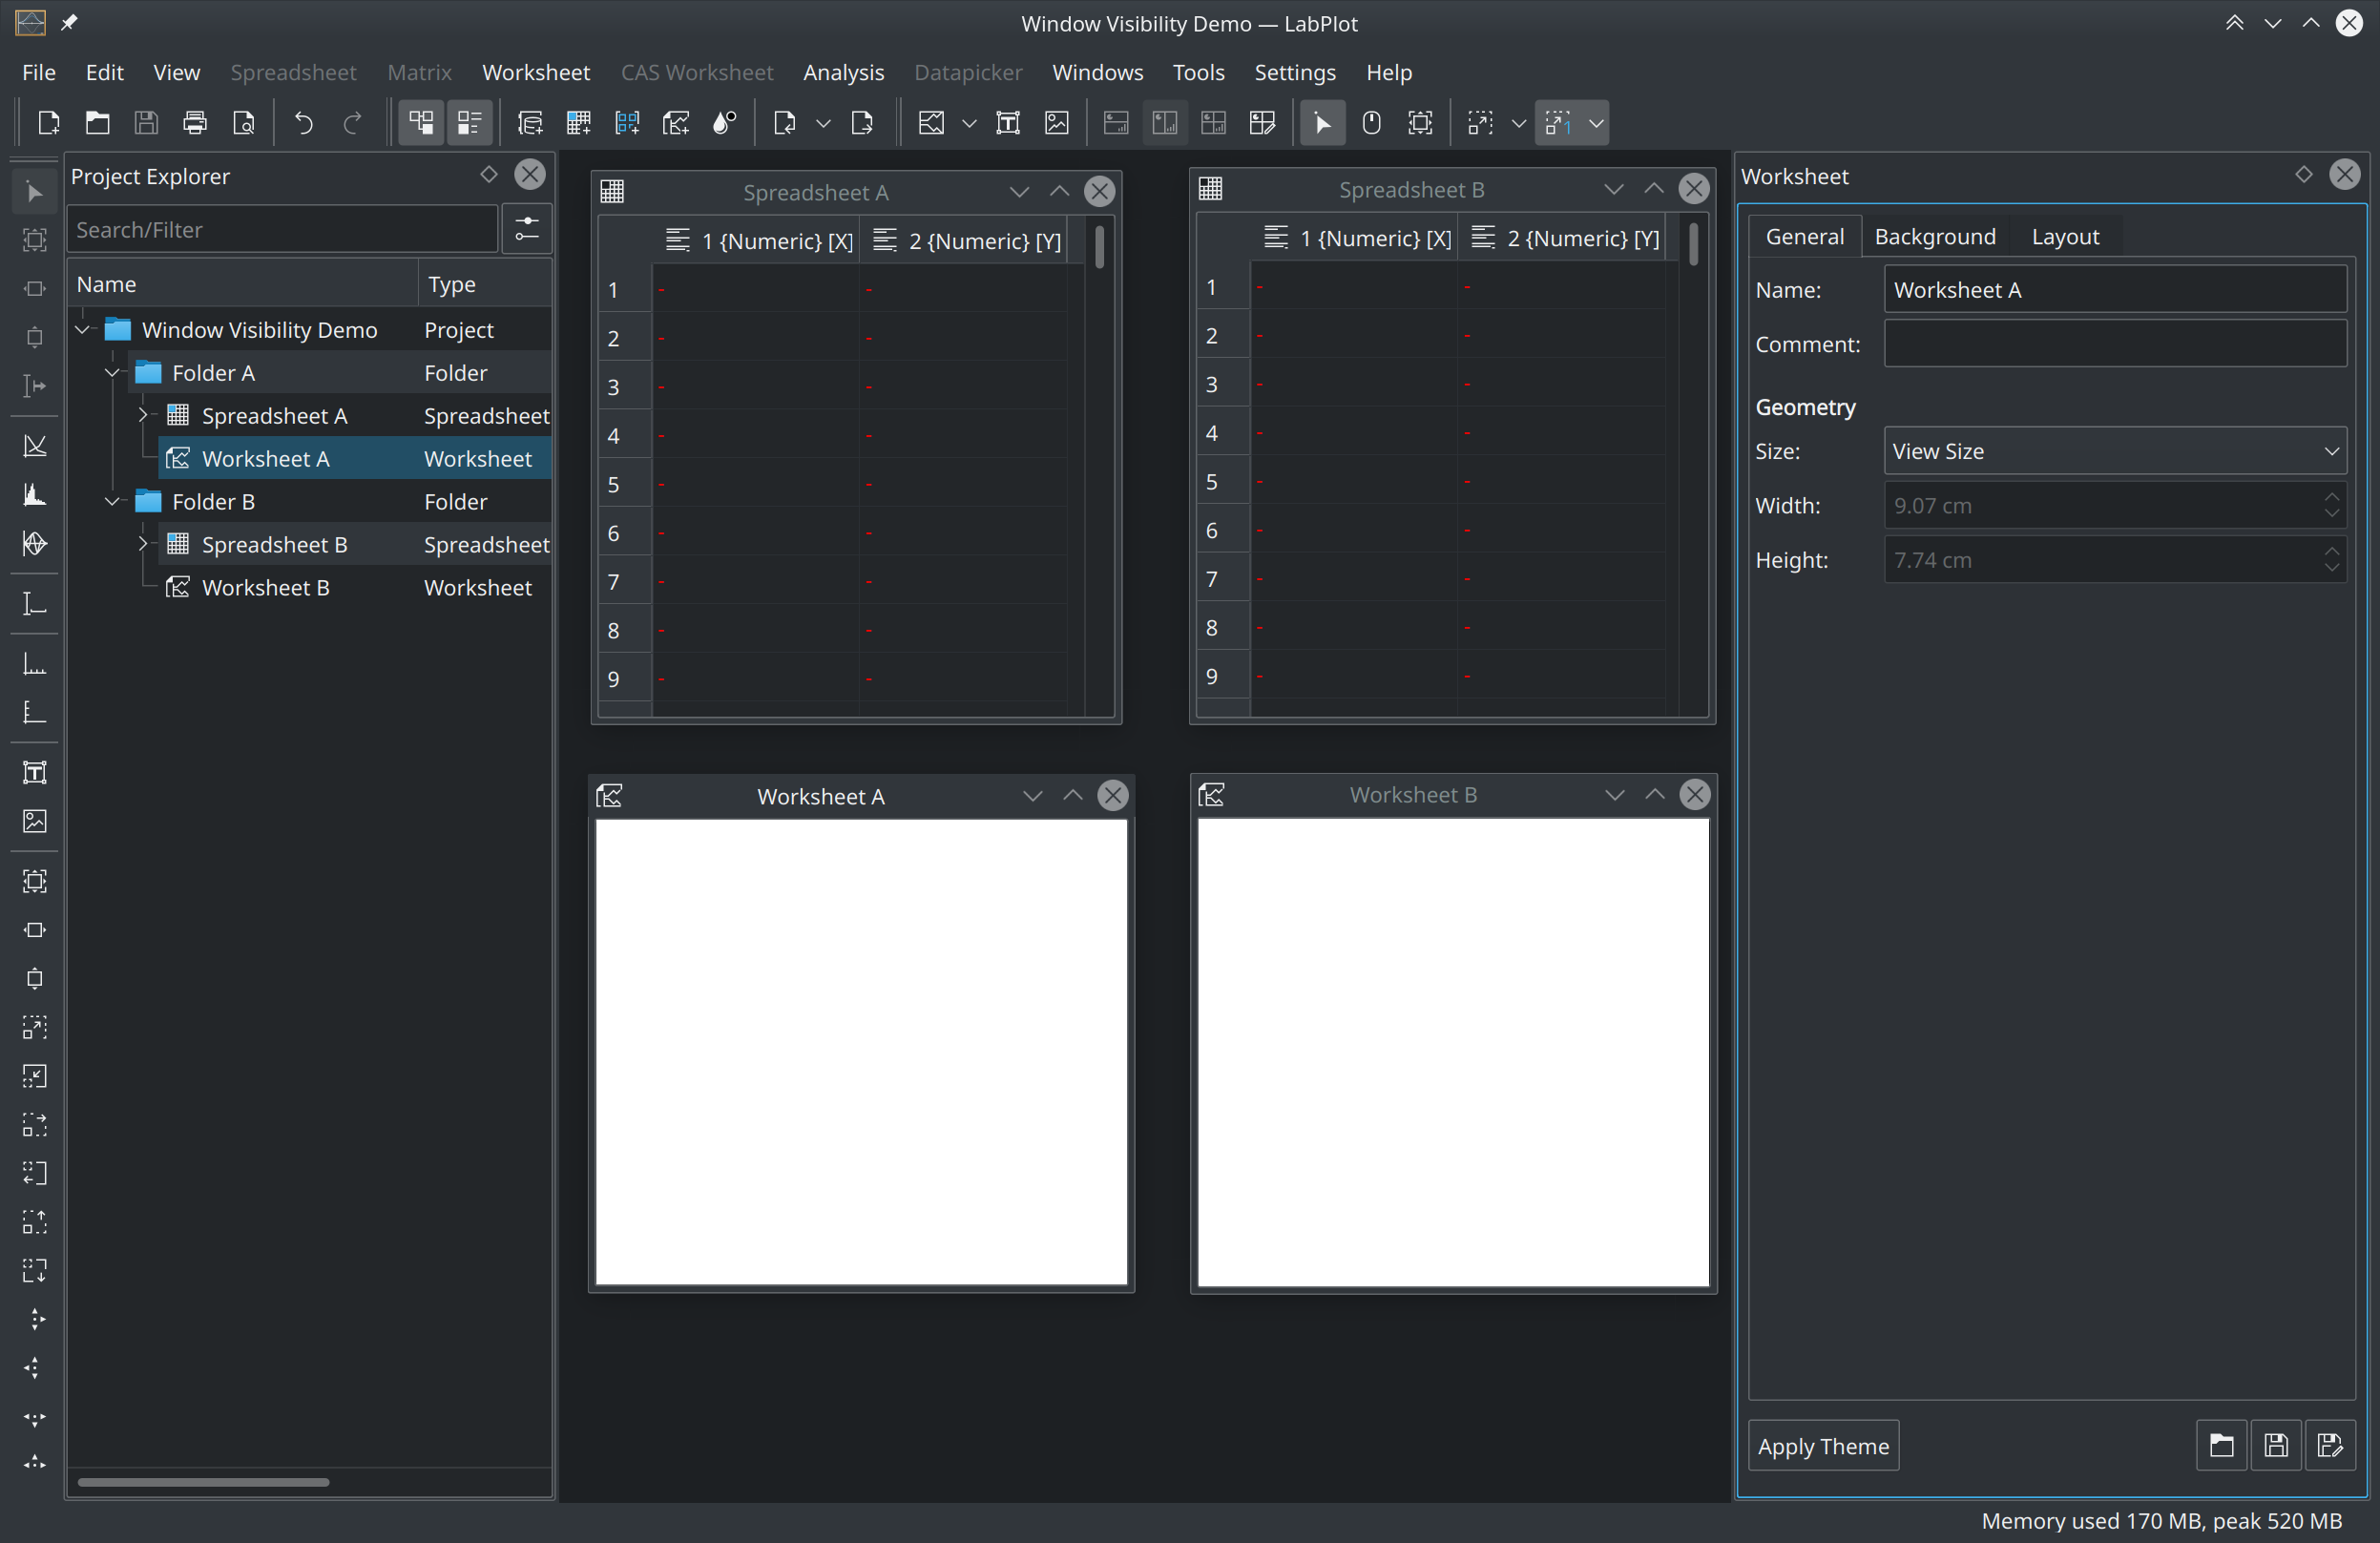 Window Visibility Demo — LabPlot
File Edit View Spreadsheet Matrix Worksheet CAS Worksheet Analysis Datapicker Windows Tools Settings Help
Project Explorer
Search/Filter
Name Type
Window Visibility Demo Project
Folder A Folder
Spreadsheet A Spreadsheet
Worksheet A Worksheet
Folder B Folder
Spreadsheet B Spreadsheet
Worksheet B Worksheet
Spreadsheet A
1 {Numeric} [X] 2 {Numeric} [Y]
1 - -
2 - -
3 - -
4 - -
5 - -
6 - -
7 - -
8 - -
9 - -
Spreadsheet B
1 {Numeric} [X] 2 {Numeric} [Y]
1 - -
2 - -
3 - -
4 - -
5 - -
6 - -
7 - -
8 - -
9 - -
Worksheet A
Worksheet B
Worksheet
General Background Layout
Name: Worksheet A
Comment:
Geometry
Size: View Size
Width: 9.07 cm
Height: 7.74 cm
Apply Theme
Memory used 170 MB, peak 520 MB